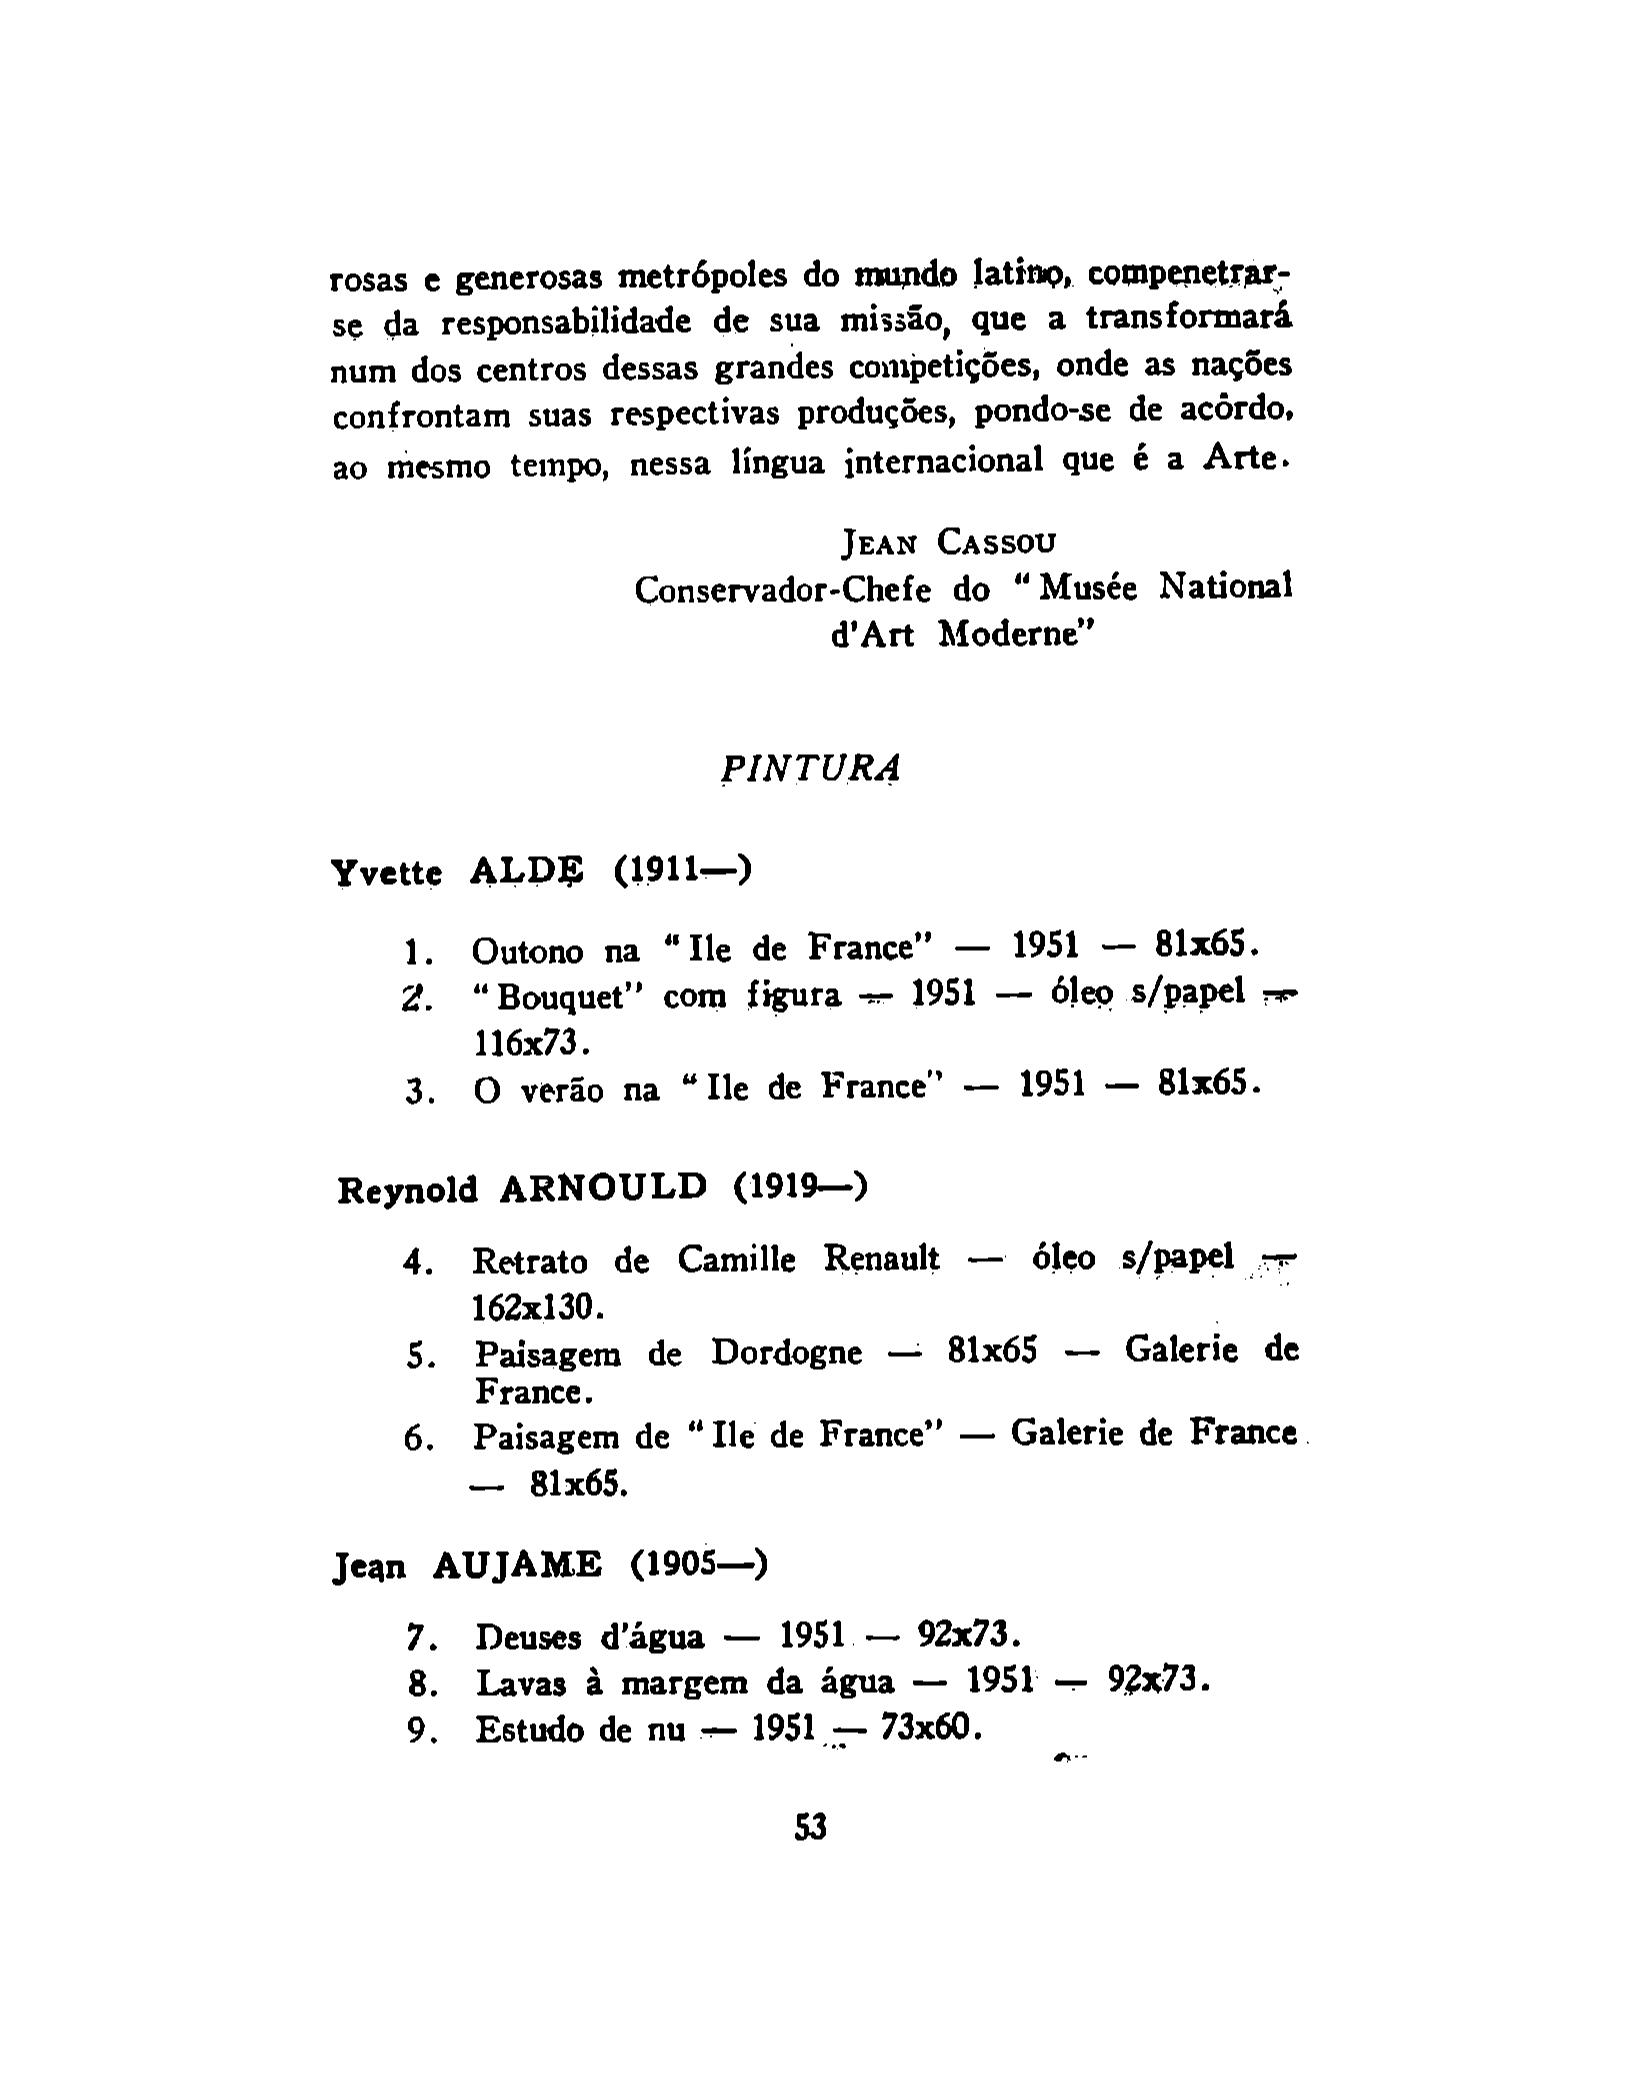 rosas e generosas metrópoles do mundo latino, compenetrar-
se da responsabilidade de sua missão, que a transformará
num dos centros dessas grandes competições, onde as nações
confrontam suas respectivas produções, pondo-se de acôrdo,
ao mesmo tempo, nessa língua internacional que é a Arte.
JEAN CASSOU
Conservador-Chefe do "Musée National
d'Art Moderne"
PINTURA
Yvette ALDE (1911—)
1. Outono na "Ile de France" — 1951 — 81x65.
2. "Bouquet" com figura — 1951 — óleo s/papel —
116x73.
3. O verão na "Ile de France" — 1951 — 81x65.
Reynold ARNOULD (1919—)
4. Retrato de Camille Renault — óleo s/papel —
162x130.
5. Paisagem de Dordogne — 81x65 — Galerie de
France.
6. Paisagem de "Ile de France" — Galerie de France
— 81x65.
Jean AUJAME (1905—)
7. Deuses d'água — 1951 — 92x73.
8. Lavas à margem da água — 1951 — 92x73.
9. Estudo de nu — 1951 — 73x60.
53